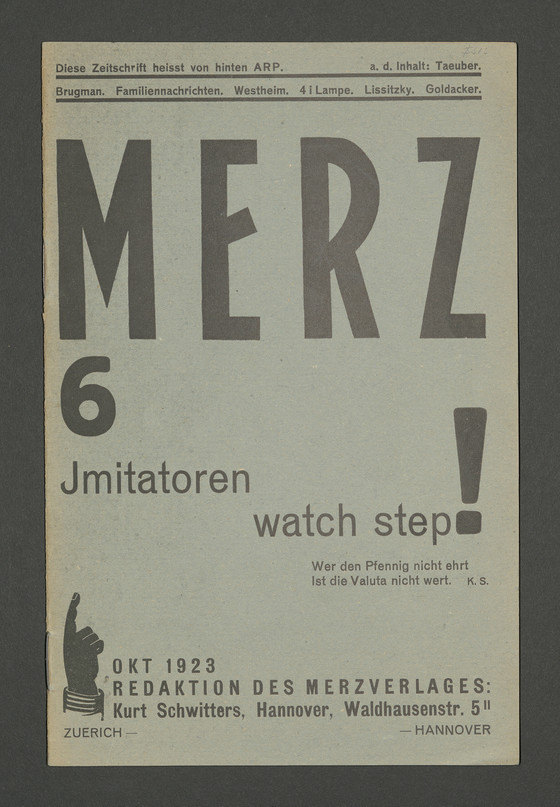 Diese Zeitschrift heisst von hinten ARP. a. d. Inhalt: Taeuber.
Brugman. Familiennachrichten. Westheim. 4 i Lampe. Lissitzky. Goldacker.
MERZ
6
Jmitatoren
watch step!
Wer den Pfennig nicht ehrt
Ist die Valuta nicht wert. K. S.
OKT 1923
REDAKTION DES MERZVERLAGES:
Kurt Schwitters, Hannover, Waldhausenstr. 5 II
ZUERICH — — HANNOVER